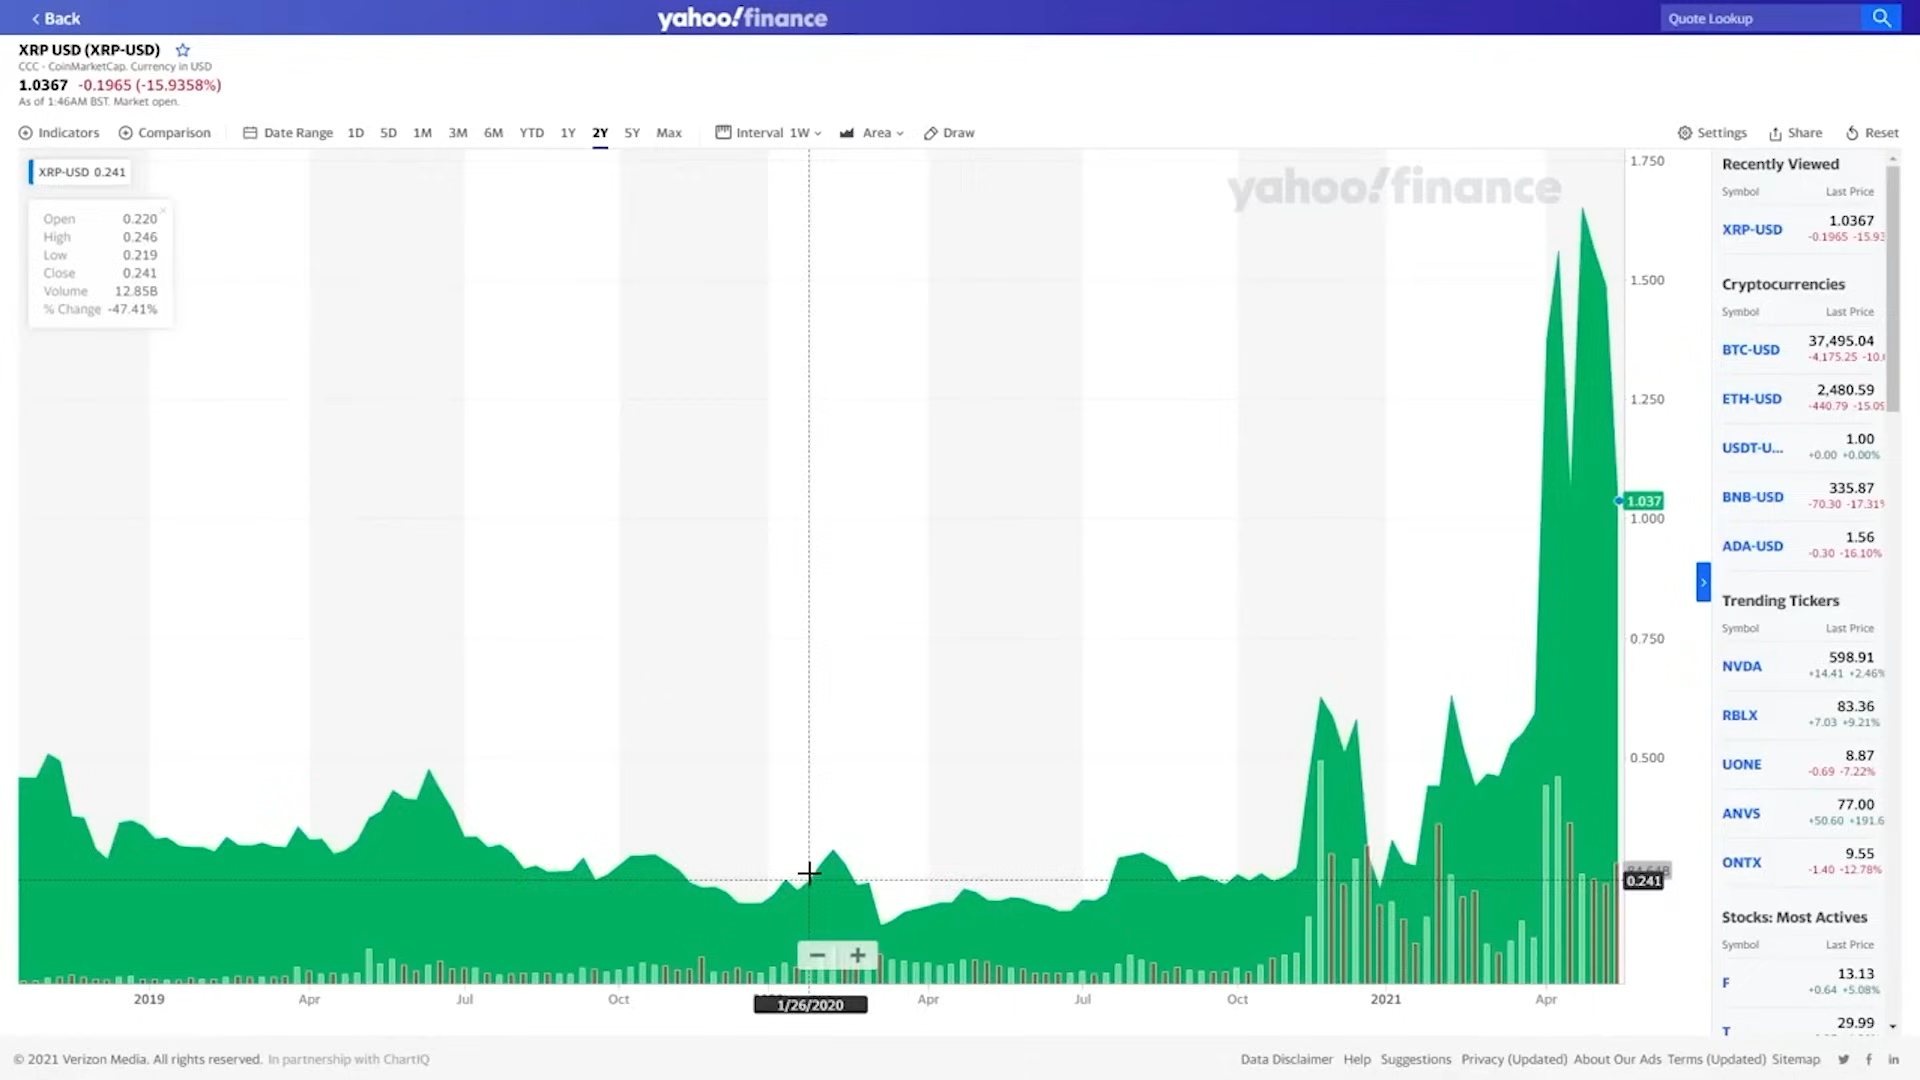 Back
yahoo!finance
Quote Lookup
XRP USD (XRP-USD)
CCC - CoinMarketCap. Currency in USD
1.0367 -0.1965 (-15.9358%)
As of 1:46AM BST. Market open.
Indicators Comparison Date Range 1D 5D 1M 3M 6M YTD 1Y 2Y 5Y Max Interval 1W Area Draw Settings Share Reset
XRP-USD 0.241
Open 0.220
High 0.246
Low 0.219
Close 0.241
Volume 12.85B
% Change -47.41%
yahoo!finance
1.750
1.500
1.250
1.037
1.000
0.750
0.500
0.241
2019 Apr Jul Oct 1/26/2020 Apr Jul Oct 2021 Apr
Recently Viewed
Symbol Last Price
XRP-USD 1.0367
-0.1965 -15.93
Cryptocurrencies
Symbol Last Price
BTC-USD 37,495.04
-4,175.25 -10.
ETH-USD 2,480.59
-440.79 -15.09
USDT-U... 1.00
+0.00 +0.00%
BNB-USD 335.87
-70.30 -17.31%
ADA-USD 1.56
-0.30 -16.10%
Trending Tickers
Symbol Last Price
NVDA 598.91
+14.41 +2.46%
RBLX 83.36
+7.03 +9.21%
UONE 8.87
-0.69 -7.22%
ANVS 77.00
+50.60 +191.6
ONTX 9.55
-1.40 -12.78%
Stocks: Most Actives
Symbol Last Price
F 13.13
+0.64 +5.08%
T 29.99
© 2021 Verizon Media. All rights reserved. In partnership with ChartIQ
Data Disclaimer Help Suggestions Privacy (Updated) About Our Ads Terms (Updated) Sitemap